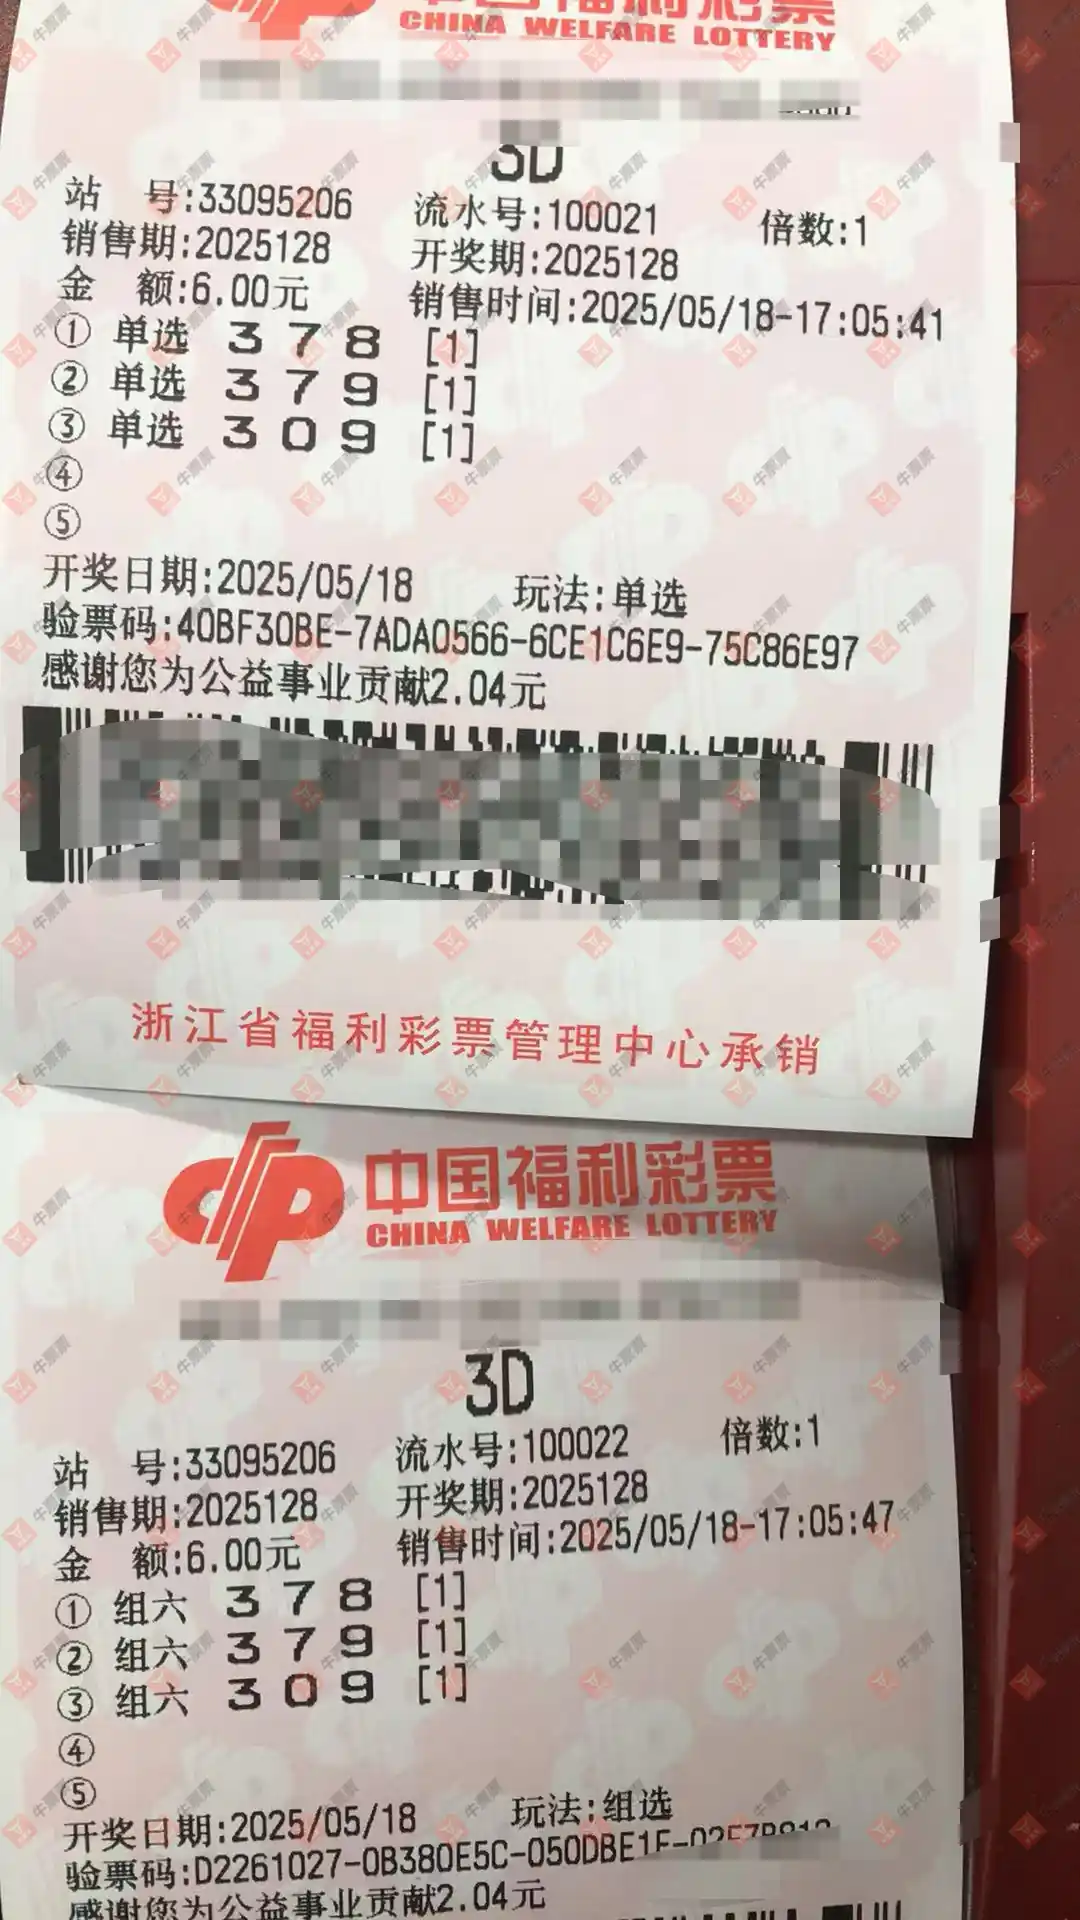 CHINA WELFARE LOTTERY
3D
站 号:33095206 流水号:100021 倍数:1
销售期:2025128 开奖期:2025128
金 额:6.00元 销售时间:2025/05/18-17:05:41
① 单选 3 7 8 [1]
② 单选 3 7 9 [1]
③ 单选 3 0 9 [1]
④
⑤
开奖日期:2025/05/18 玩法:单选
验票码:40BF30BE-7ADA0566-6CE1C6E9-75C86E97
感谢您为公益事业贡献2.04元
浙江省福利彩票管理中心承销
中国福利彩票
CHINA WELFARE LOTTERY
3D
站 号:33095206 流水号:100022 倍数:1
销售期:2025128 开奖期:2025128
金 额:6.00元 销售时间:2025/05/18-17:05:47
① 组六 3 7 8 [1]
② 组六 3 7 9 [1]
③ 组六 3 0 9 [1]
④
⑤
开奖日期:2025/05/18 玩法:组选
验票码:D2261027-0B380E5C-050DBE1E-
感谢您为公益事业贡献2.04元
牛票票